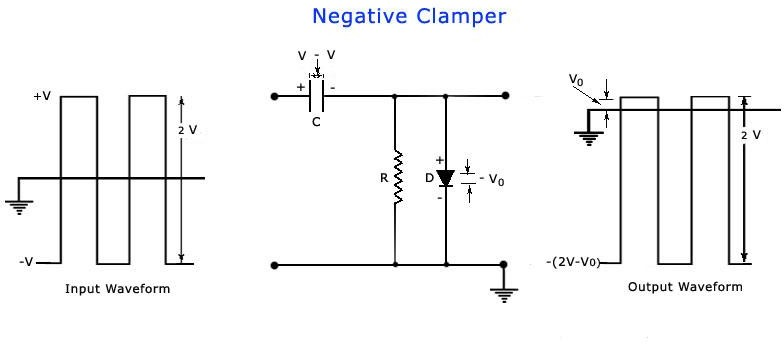 Negative Clamper
V - V
+ -
C
+V
2 V
-V
Input Waveform
R
D
+
-
- V₀
V₀
2 V
-(2V-V₀)
Output Waveform